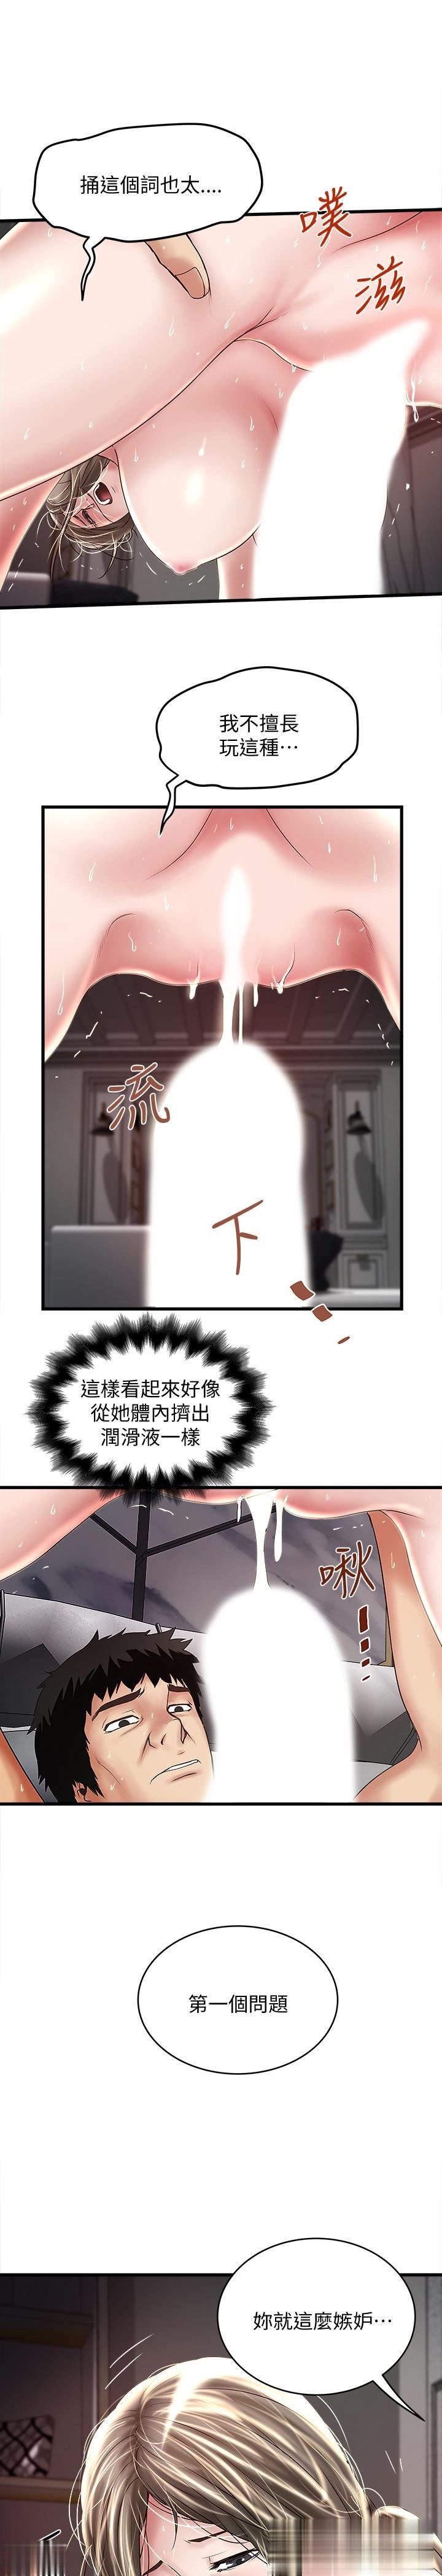 捅這個詞也太....
噗
滋
我不擅長
玩這種…
流
下
這樣看起來好像
從她體內擠出
潤滑液一樣
啾
第一個問題
妳就這麼嫉妒…